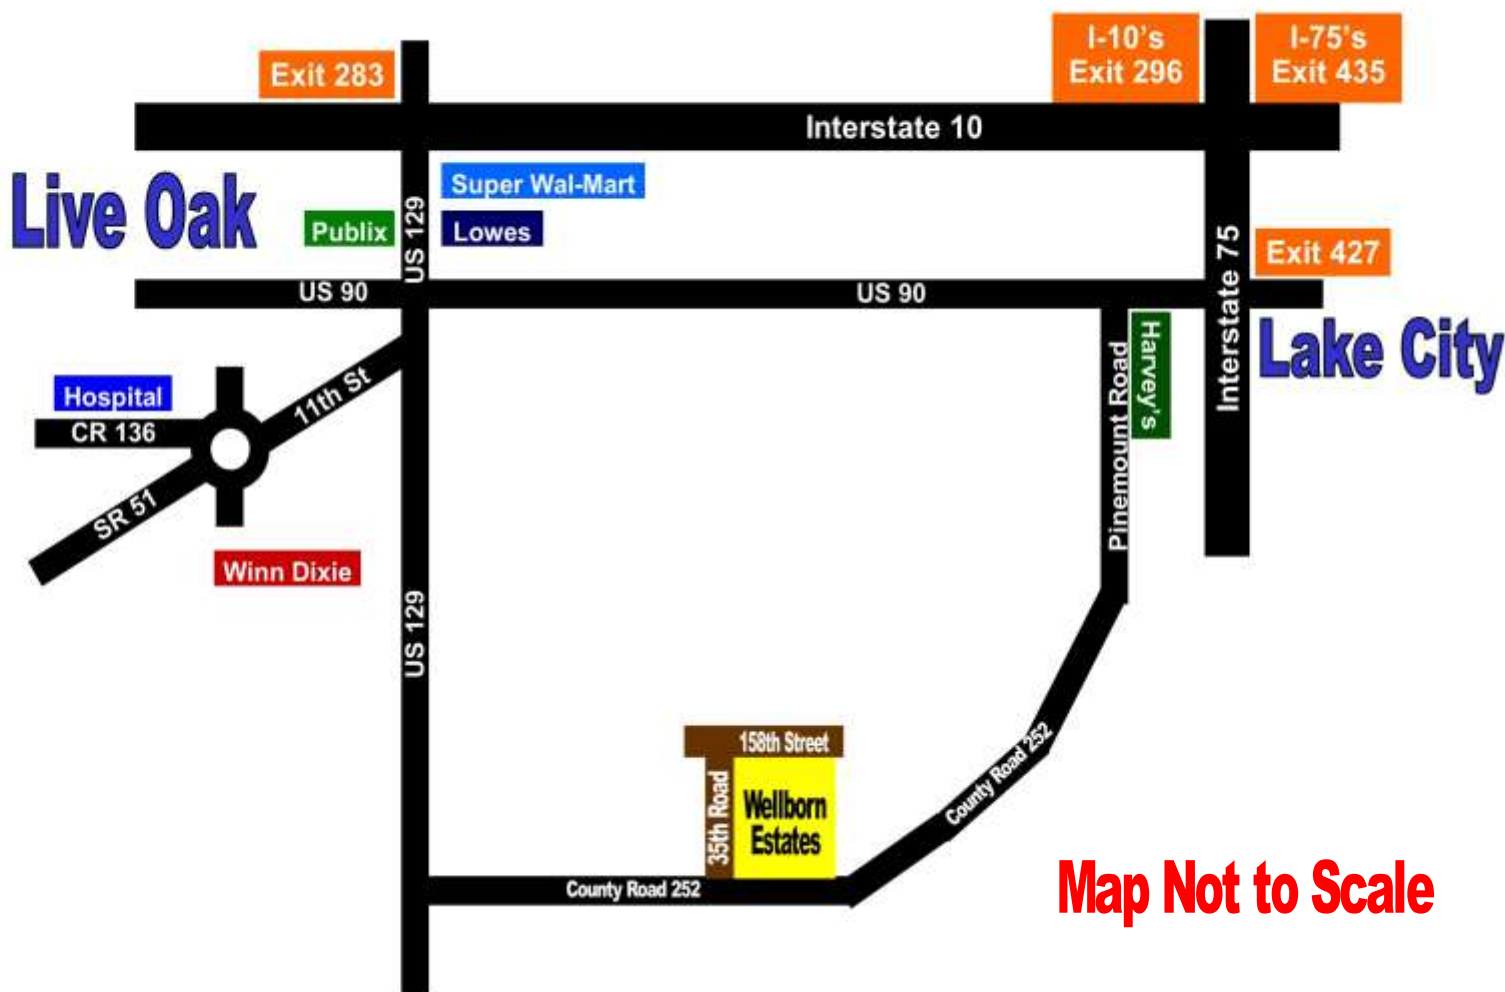 I-10's
Exit 296
I-75's
Exit 435
Exit 283
Interstate 10
Super Wal-Mart
Live Oak
Publix
US 129
Lowes
Interstate 75
Exit 427
US 90
US 90
Lake City
Harvey's
Pinemount Road
Hospital
11th St
CR 136
SR 51
Winn Dixie
US 129
158th Street
County Road 252
35th Road
Wellborn
Estates
County Road 252
Map Not to Scale